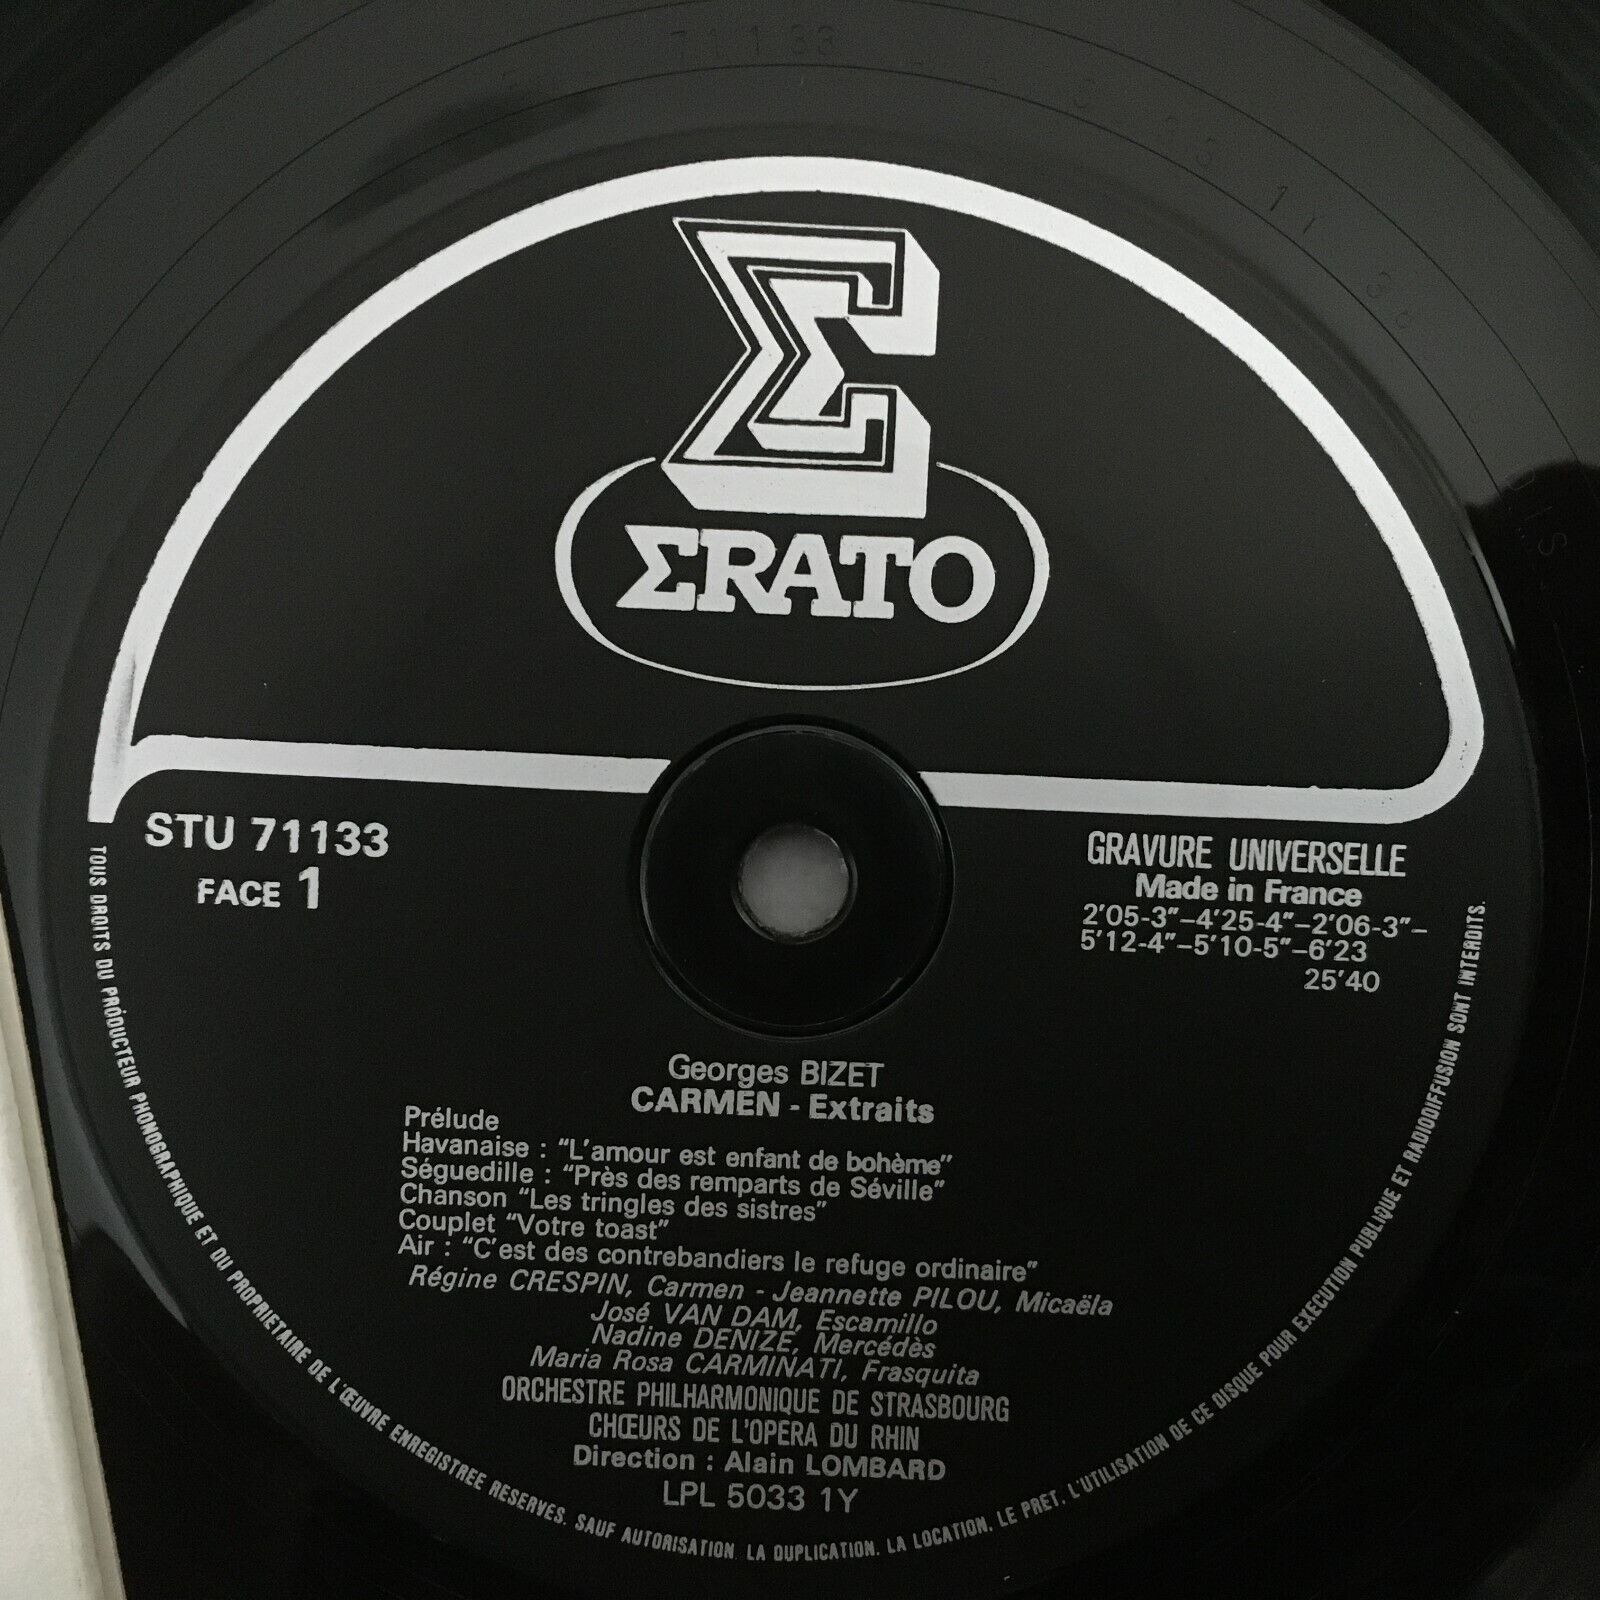 71133
ΣRATO
STU 71133
FACE 1
GRAVURE UNIVERSELLE
Made in France
2'05-3"–4'25-4"–2'06-3"–
5'12-4"–5'10-5"–6'23
25'40
Georges BIZET
CARMEN - Extraits
Prélude
Havanaise : "L'amour est enfant de bohème"
Séguedille : "Près des remparts de Séville"
Chanson "Les tringles des sistres"
Couplet "Votre toast"
Air : "C'est des contrebandiers le refuge ordinaire"
Régine CRESPIN, Carmen - Jeannette PILOU, Micaëla
José VAN DAM, Escamillo
Nadine DENIZE, Mercédès
Maria Rosa CARMINATI, Frasquita
ORCHESTRE PHILHARMONIQUE DE STRASBOURG
CHŒURS DE L'OPERA DU RHIN
Direction : Alain LOMBARD
LPL 5033 1Y
TOUS DROITS DU PRODUCTEUR PHONOGRAPHIQUE ET DU PROPRIETAIRE DE L'ŒUVRE ENREGISTREE RESERVES. SAUF AUTORISATION. LA DUPLICATION. LA LOCATION. LE PRET. L'UTILISATION DE CE DISQUE POUR EXECUTION PUBLIQUE ET RADIODIFFUSION SONT INTERDITS.